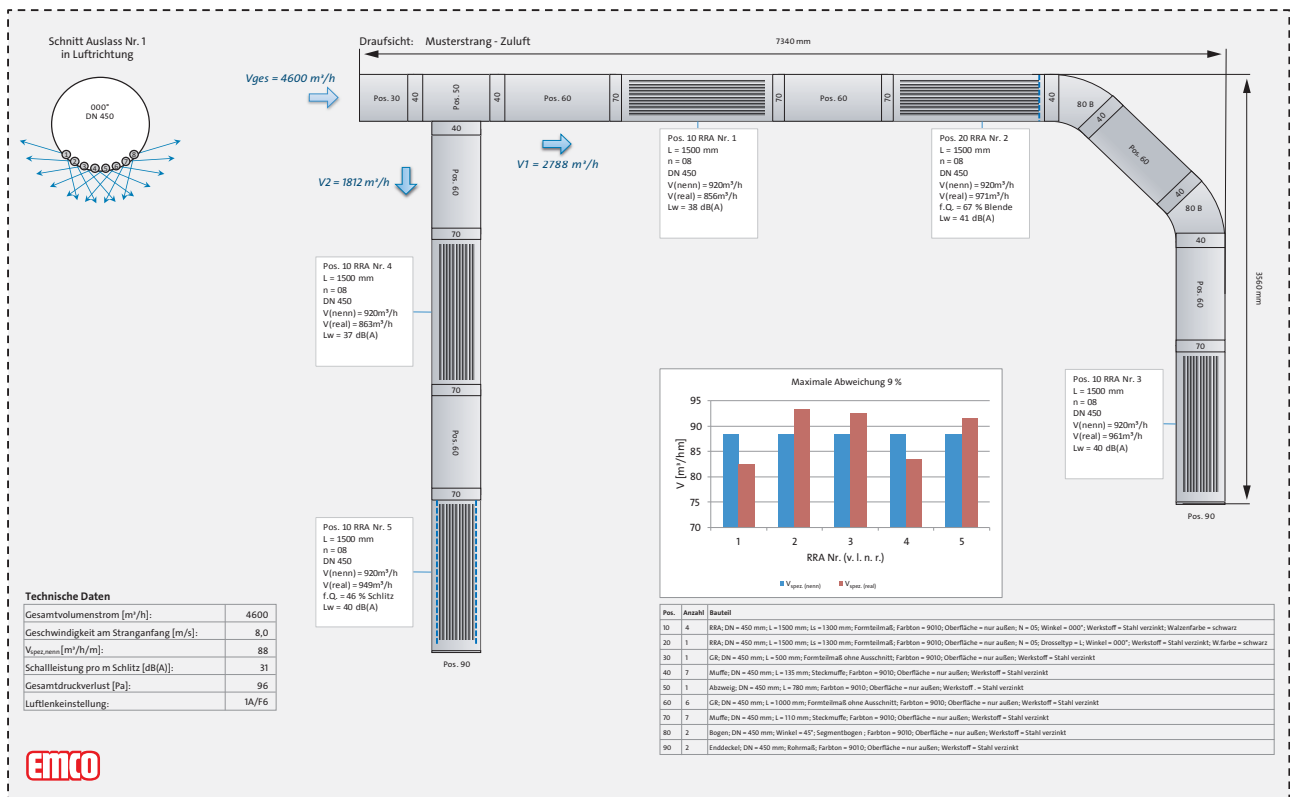 Schnitt Auslass Nr. 1
in Luftrichtung
000°
DN 450
1 2 3 4 5 6 7 8
Draufsicht: Musterstrang - Zuluft
7340 mm
Vges = 4600 m³/h
Pos. 30
40
Pos. 50
40
Pos. 60
70
70
Pos. 60
70
40
80 B
40
Pos. 60
40
80 B
40
Pos. 60
70
Pos. 90
3560 mm
V1 = 2788 m³/h
V2 = 1812 m³/h
40
Pos. 60
70
70
Pos. 60
70
Pos. 90
Pos. 10 RRA Nr. 1
L = 1500 mm
n = 08
DN 450
V(nenn) = 920m³/h
V(real) = 856m³/h
Lw = 38 dB(A)
Pos. 20 RRA Nr. 2
L = 1500 mm
n = 08
DN 450
V(nenn) = 920m³/h
V(real) = 971m³/h
f.Q. = 67 % Blende
Lw = 41 dB(A)
Pos. 10 RRA Nr. 4
L = 1500 mm
n = 08
DN 450
V(nenn) = 920m³/h
V(real) = 863m³/h
Lw = 37 dB(A)
Pos. 10 RRA Nr. 3
L = 1500 mm
n = 08
DN 450
V(nenn) = 920m³/h
V(real) = 961m³/h
Lw = 40 dB(A)
Pos. 10 RRA Nr. 5
L = 1500 mm
n = 08
DN 450
V(nenn) = 920m³/h
V(real) = 949m³/h
f.Q. = 46 % Schlitz
Lw = 40 dB(A)
Maximale Abweichung 9 %
V [m³/hm]
95
90
85
80
75
70
1 2 3 4 5
RRA Nr. (v. l. n. r.)
Vspez. (nenn) Vspez. (real)
Technische Daten
Gesamtvolumenstrom [m³/h]: 4600
Geschwindigkeit am Stranganfang [m/s]: 8,0
Vspez,nenn [m³/h/m]: 88
Schallleistung pro m Schlitz [dB(A)]: 31
Gesamtdruckverlust [Pa]: 96
Luftlenkeinstellung: 1A/F6
Pos. Anzahl Bauteil
10 4 RRA; DN = 450 mm; L = 1500 mm; Ls = 1300 mm; Formteilmaß; Farbton = 9010; Oberfläche = nur außen; N = 05; Winkel = 000°; Werkstoff = Stahl verzinkt; Walzenfarbe = schwarz
20 1 RRA; DN = 450 mm; L = 1500 mm; Ls = 1300 mm; Formteilmaß; Farbton = 9010; Oberfläche = nur außen; N = 05; Drosseltyp = L; Winkel = 000°; Werkstoff = Stahl verzinkt; W.farbe = schwarz
30 1 GR; DN = 450 mm; L = 500 mm; Formteilmaß ohne Ausschnitt; Farbton = 9010; Oberfläche = nur außen; Werkstoff = Stahl verzinkt
40 7 Muffe; DN = 450 mm; L = 135 mm; Steckmuffe; Farbton = 9010; Oberfläche = nur außen; Werkstoff = Stahl verzinkt
50 1 Abzweig; DN = 450 mm; L = 780 mm; Farbton = 9010; Oberfläche = nur außen; Werkstoff . = Stahl verzinkt
60 6 GR; DN = 450 mm; L = 1000 mm; Formteilmaß ohne Ausschnitt; Farbton = 9010; Oberfläche = nur außen; Werkstoff = Stahl verzinkt
70 7 Muffe; DN = 450 mm; L = 110 mm; Steckmuffe; Farbton = 9010; Oberfläche = nur außen; Werkstoff = Stahl verzinkt
80 2 Bogen; DN = 450 mm; Winkel = 45°; Segmentbogen ; Farbton = 9010; Oberfläche = nur außen; Werkstoff = Stahl verzinkt
90 2 Enddeckel; DN = 450 mm; Rohrmaß; Farbton = 9010; Oberfläche = nur außen; Werkstoff = Stahl verzinkt
emco